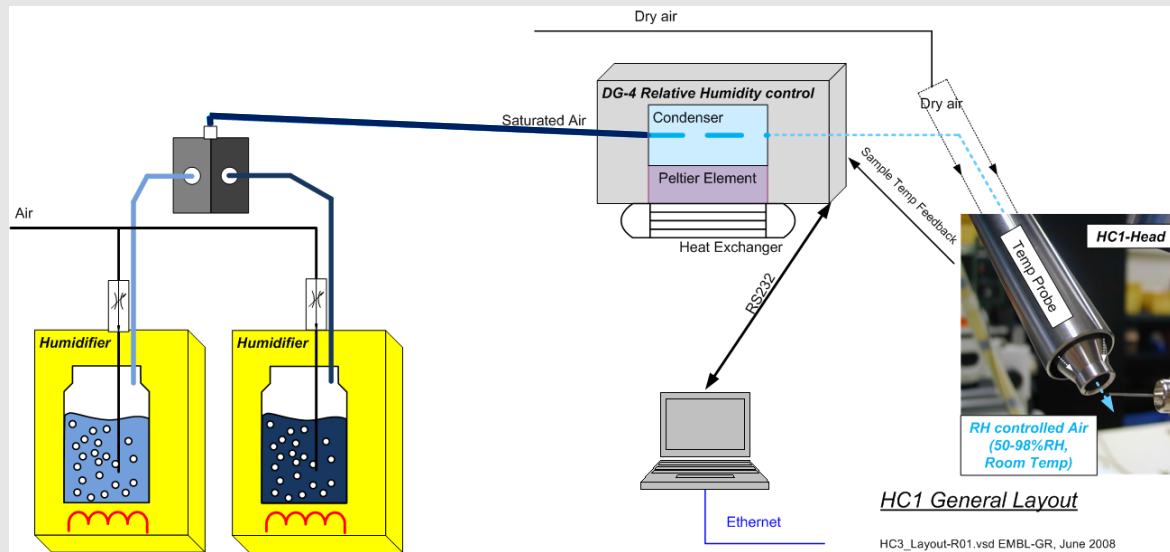 Dry air
DG-4 Relative Humidity control
Condenser
Saturated Air
Dry air
Peltier Element
Sample Temp Feedback
Air
Heat Exchanger
HC1-Head
Temp Probe
RS232
Humidifier
Humidifier
RH controlled Air
(50-98%RH,
Room Temp)
HC1 General Layout
Ethernet
HC3_Layout-R01.vsd EMBL-GR, June 2008